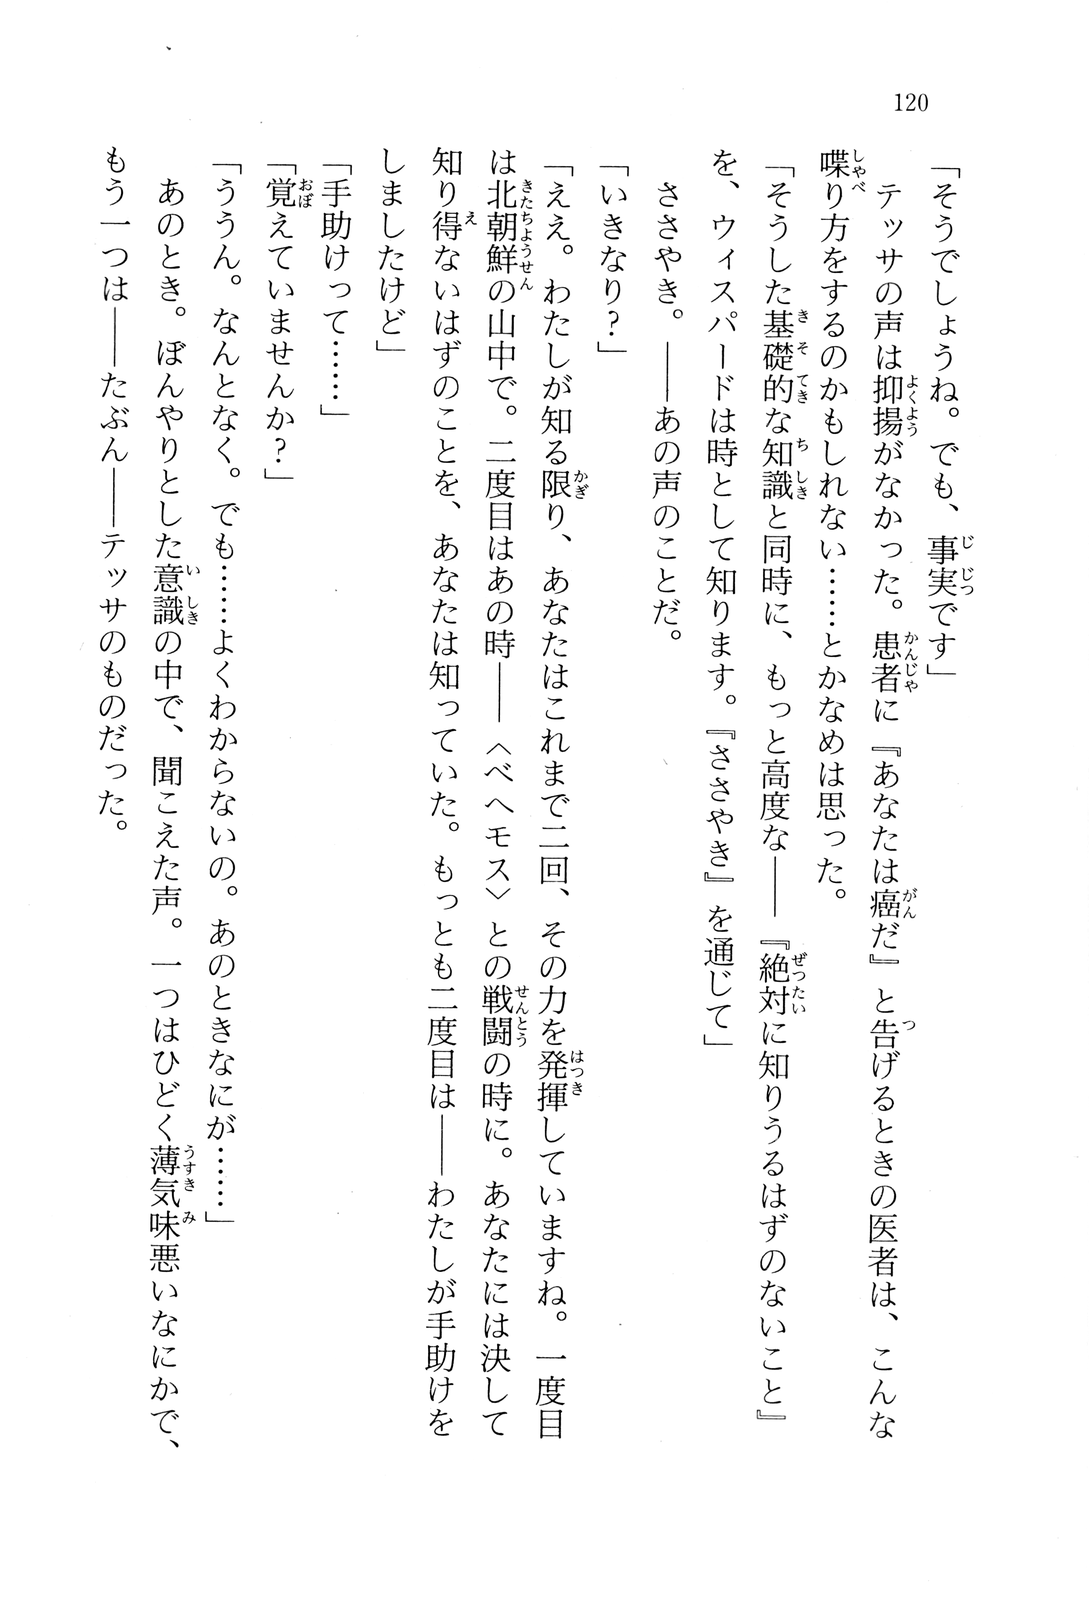 120
「そうでしょうね。でも、事実です」
　テッサの声は抑揚がなかった。患者に『あなたは癌だ』と告げるときの医者は、こんな
喋り方をするのかもしれない……とかなめは思った。
「そうした基礎的な知識と同時に、もっと高度な――『絶対に知りうるはずのないこと』
を、ウィスパードは時として知ります。『ささやき』を通じて」
　ささやき。――あの声のことだ。
「いきなり？」
「ええ。わたしが知る限り、あなたはこれまで二回、その力を発揮していますね。一度目
は北朝鮮の山中で。二度目はあの時――〈ベヘモス〉との戦闘の時に。あなたには決して
知り得ないはずのことを、あなたは知っていた。もっとも二度目は――わたしが手助けを
しましたけど」
「手助けって……」
「覚えていませんか？」
「ううん。なんとなく。でも……よくわからないの。あのときなにが……」
　あのとき。ぼんやりとした意識の中で、聞こえた声。一つはひどく薄気味悪いなにかで、
もう一つは――たぶん――テッサのものだった。